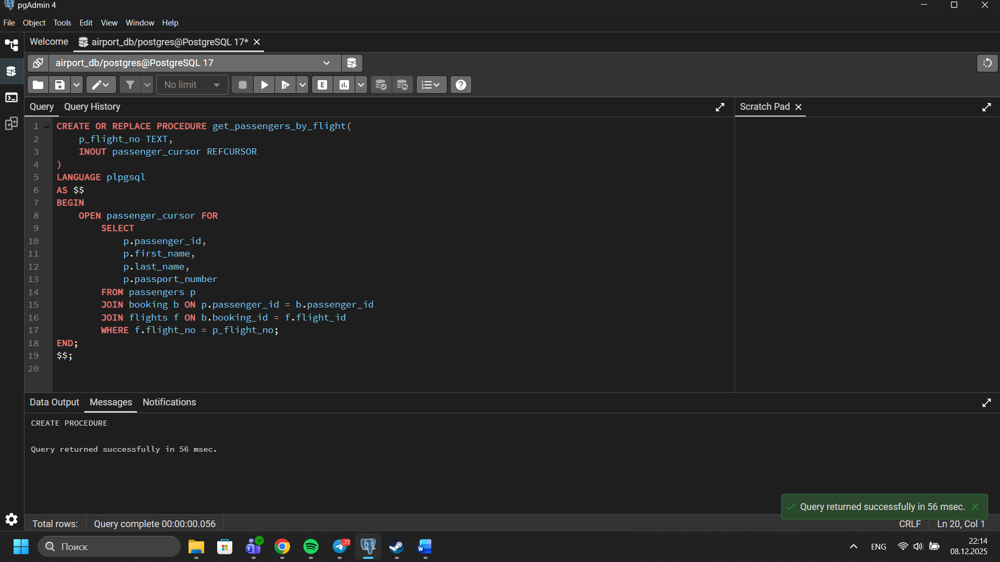 pgAdmin 4
File Object Tools Edit View Window Help
Welcome airport_db/postgres@PostgreSQL 17*
airport_db/postgres@PostgreSQL 17
No limit
E
Query Query History
Scratch Pad
1 CREATE OR REPLACE PROCEDURE get_passengers_by_flight(
2 p_flight_no TEXT,
3 INOUT passenger_cursor REFCURSOR
4 )
5 LANGUAGE plpgsql
6 AS $$
7 BEGIN
8 OPEN passenger_cursor FOR
9 SELECT
10 p.passenger_id,
11 p.first_name,
12 p.last_name,
13 p.passport_number
14 FROM passengers p
15 JOIN booking b ON p.passenger_id = b.passenger_id
16 JOIN flights f ON b.booking_id = f.flight_id
17 WHERE f.flight_no = p_flight_no;
18 END;
19 $$;
20
Data Output Messages Notifications
CREATE PROCEDURE
Query returned successfully in 56 msec.
Query returned successfully in 56 msec.
Total rows: Query complete 00:00:00.056
CRLF Ln 20, Col 1
Поиск
T
..77
W
ENG
22:14
08.12.2025